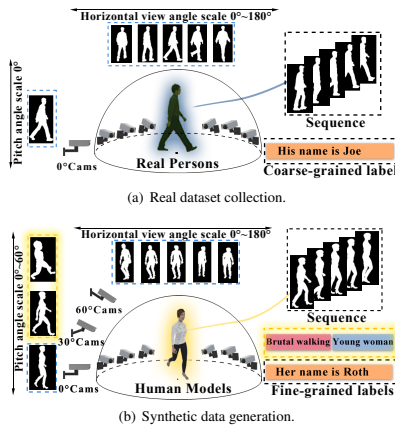 Horizontal view angle scale 0°~180°
Pitch angle scale 0°
0°Cams
Real Persons
Sequence
His name is Joe
Coarse-grained label
(a) Real dataset collection.
Horizontal view angle scale 0°~180°
Pitch angle scale 0°~60°
60°Cams
30°Cams
0°Cams
Human Models
Sequence
Brutal walking Young woman
Her name is Roth
Fine-grained labels
(b) Synthetic data generation.